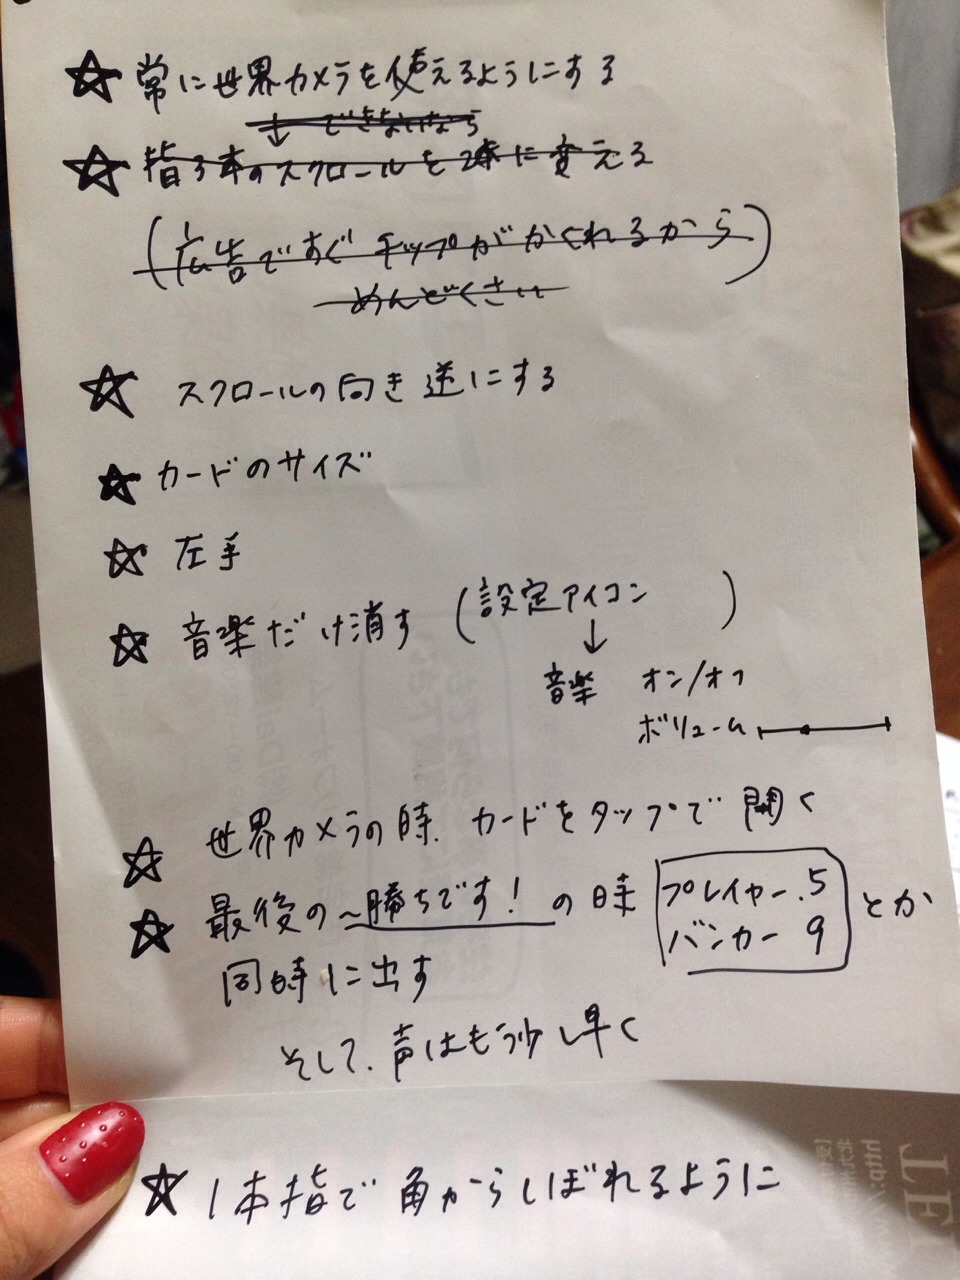 ☆ 常に世界カメラを使えるようにする
↓ できないなら
☆ 指3本のスクロールを2本に変える
(広告ですぐチップがかくれるから)
めんどくさい
☆ スクロールの向き逆にする
☆ カードのサイズ
☆ 左手
☆ 音楽だけ消す (設定アイコン )
↓
音楽 オン/オフ
ボリューム
☆ 世界カメラの時、カードをタップで開く
☆ 最後の〜勝ちです!の時 プレイヤー.5 とか
バンカー 9
同時に出す
そして、声はもう少し早く
☆ 1本指で角からしぼれるように